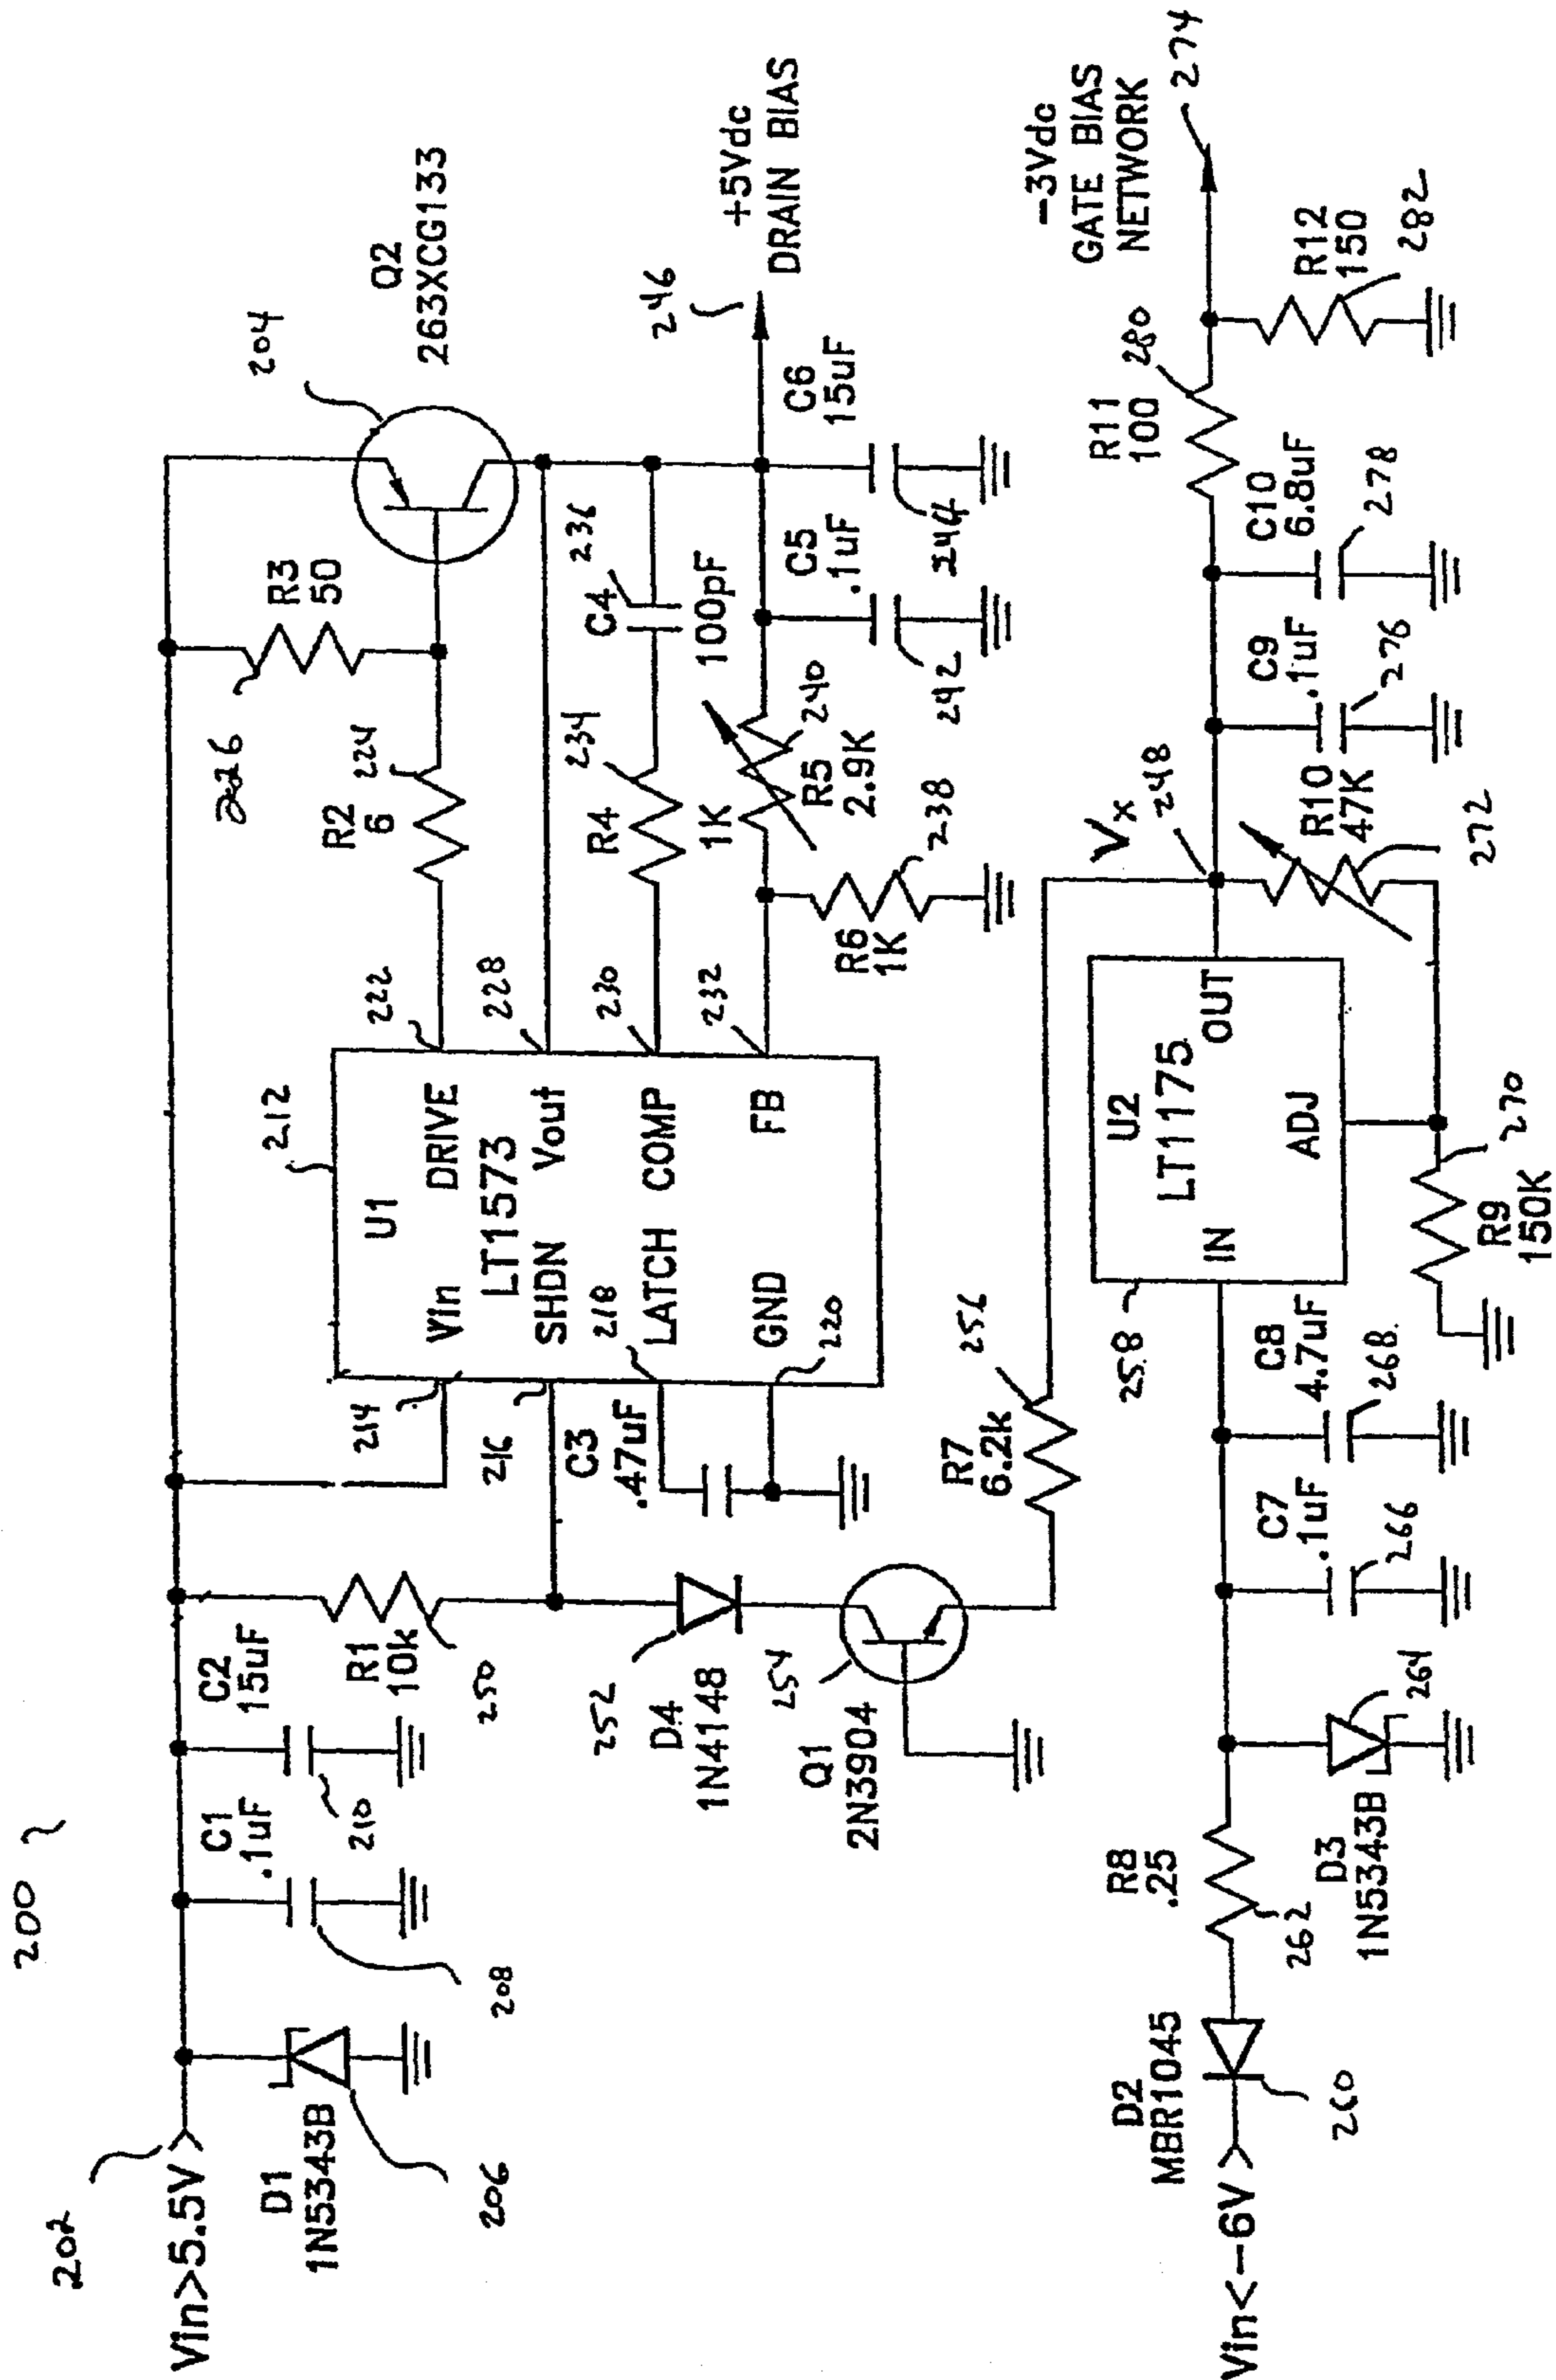 200
202
Vin>5.5V
D1
1N5343B
206
C1
.1uF
208
C2
15uF
210
R1
10k
250
212
U1
LT1573
Vin
SHDN
LATCH
GND
DRIVE
Vout
COMP
FB
214
216
218
220
222
228
230
232
C3
.47uF
R2
6
224
226
R3
50
204
Q2
263XCG133
R4
1K
234
236
C4
100pF
R5
2.9K
240
R6
1K
238
C5
.1uF
242
C6
15uF
244
246
+5Vdc
DRAIN BIAS
252
D4
1N4148
254
Q1
2N3904
R7
6.2k
256
Vx
248
Vin<-6V
D2
MBR1045
260
R8
.25
262
D3
1N5343B
264
C7
.1uF
266
C8
4.7uF
268
258
U2
LT1175
IN
OUT
ADJ
R9
150K
270
R10
47K
272
C9
.1uF
276
C10
6.8uF
278
R11
100
280
R12
150
282
-3Vdc
GATE BIAS
NETWORK
274